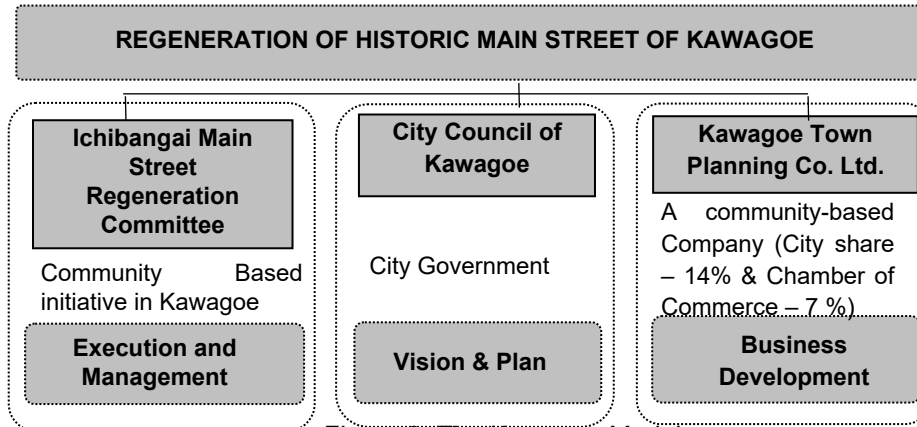 REGENERATION OF HISTORIC MAIN STREET OF KAWAGOE
Ichibangai Main
Street
Regeneration
Committee
Community Based
initiative in Kawagoe
Execution and
Management
City Council of
Kawagoe
City Government
Vision & Plan
Kawagoe Town
Planning Co. Ltd.
A community-based
Company (City share
– 14% & Chamber of
Commerce – 7 %)
Business
Development